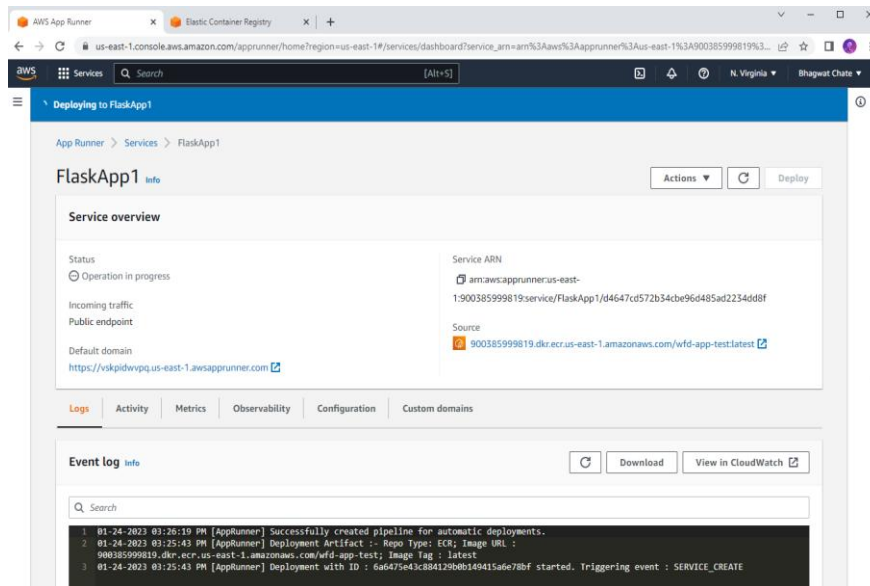 AWS App Runner
Elastic Container Registry
us-east-1.console.aws.amazon.com/apprunner/home?region=us-east-1#/services/dashboard?service_arn=arn%3Aaws%3Aapprunner%3Aus-east-1%3A900385999819%3...
aws Services Search [Alt+S] N. Virginia ▼ Bhagwat Chate ▼
Deploying to FlaskApp1
App Runner > Services > FlaskApp1
FlaskApp1 Info Actions ▼ Deploy
Service overview
Status
Operation in progress
Incoming traffic
Public endpoint
Default domain
https://vskpidwvpq.us-east-1.awsapprunner.com
Service ARN
arn:aws:apprunner:us-east-
1:900385999819:service/FlaskApp1/d4647cd572b34cbe96d485ad2234dd8f
Source
900385999819.dkr.ecr.us-east-1.amazonaws.com/wfd-app-test:latest
Logs Activity Metrics Observability Configuration Custom domains
Event log Info Download View in CloudWatch
Search
1 01-24-2023 03:26:19 PM [AppRunner] Successfully created pipeline for automatic deployments.
2 01-24-2023 03:25:43 PM [AppRunner] Deployment Artifact :- Repo Type: ECR; Image URL :
900385999819.dkr.ecr.us-east-1.amazonaws.com/wfd-app-test; Image Tag : latest
3 01-24-2023 03:25:43 PM [AppRunner] Deployment with ID : 6a6475e43c884129b0b149415a6e78bf started. Triggering event : SERVICE_CREATE